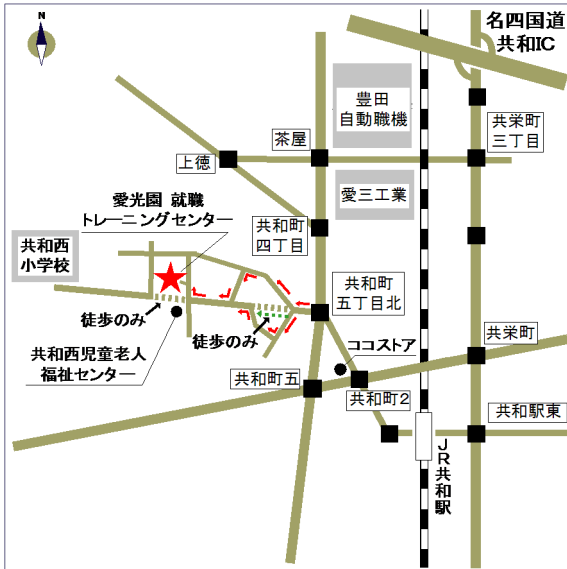 N
名四国道
共和IC
豊田
自動職機
共栄町
三丁目
茶屋
上徳
愛三工業
愛光園 就職
トレーニングセンター
共和町
四丁目
共和西
小学校
共和町
五丁目北
徒歩のみ
徒歩のみ
ココストア
共栄町
共和西児童老人
福祉センター
共和町五
共和町2
共和駅東
JR共和駅